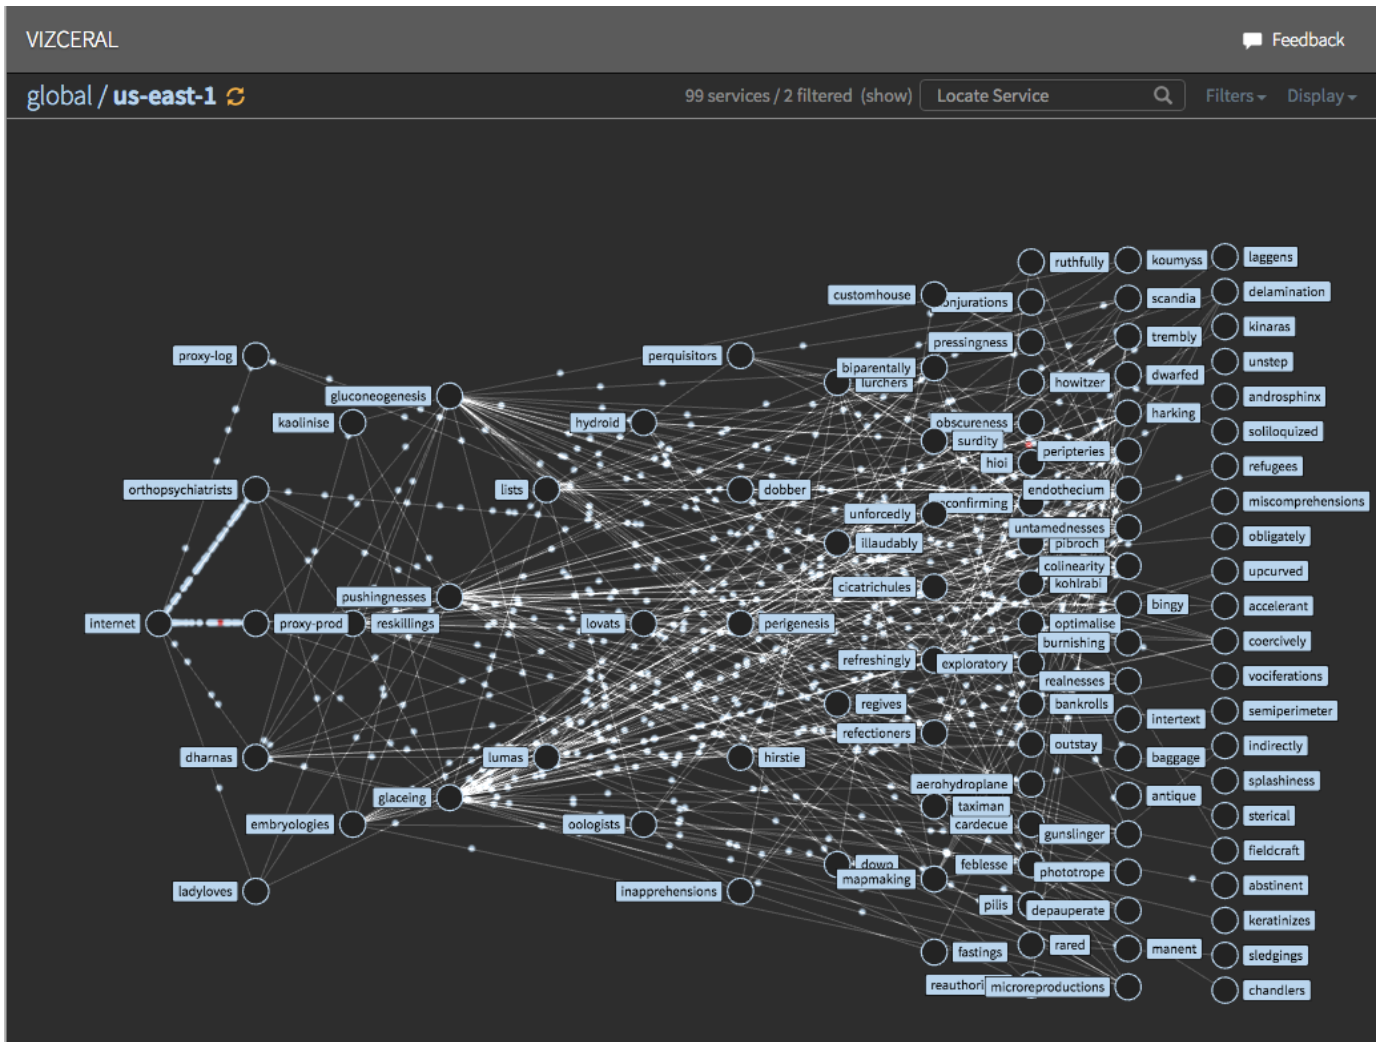 VIZCERAL
Feedback
global / us-east-1
99 services / 2 filtered (show)
Locate Service
Filters
Display
laggens
koumyss
ruthfully
delamination
customhouse
scandia
kinaras
trembly
pressingness
proxy-log
perquisitors
unstep
biparentally
dwarfed
lurchers
howitzer
gluconeogenesis
androsphinx
harking
kaolinise
hydroid
obscureness
soliloquized
surdity
peripteries
hioi
refugees
orthopsychiatrists
lists
dobber
endothecium
miscomprehensions
unforcedly
untamednesses
obligately
illaudably
pibroch
colinearity
upcurved
cicatrichules
kohlrabi
pushingnesses
bingy
accelerant
internet
proxy-prod
reskillings
lovats
perigenesis
optimalise
burnishing
coercively
refreshingly
exploratory
vociferations
realnesses
regives
bankrolls
semiperimeter
intertext
refectioners
outstay
indirectly
dharnas
lumas
hirstie
baggage
splashiness
aerohydroplane
glaceing
antique
taximan
sterical
embryologies
oologists
cardecue
gunslinger
fieldcraft
feblesse
phototrope
mapmaking
abstinent
ladyloves
inapprehensions
pilis
depauperate
keratinizes
rared
manent
fastings
sledgings
microreproductions
chandlers